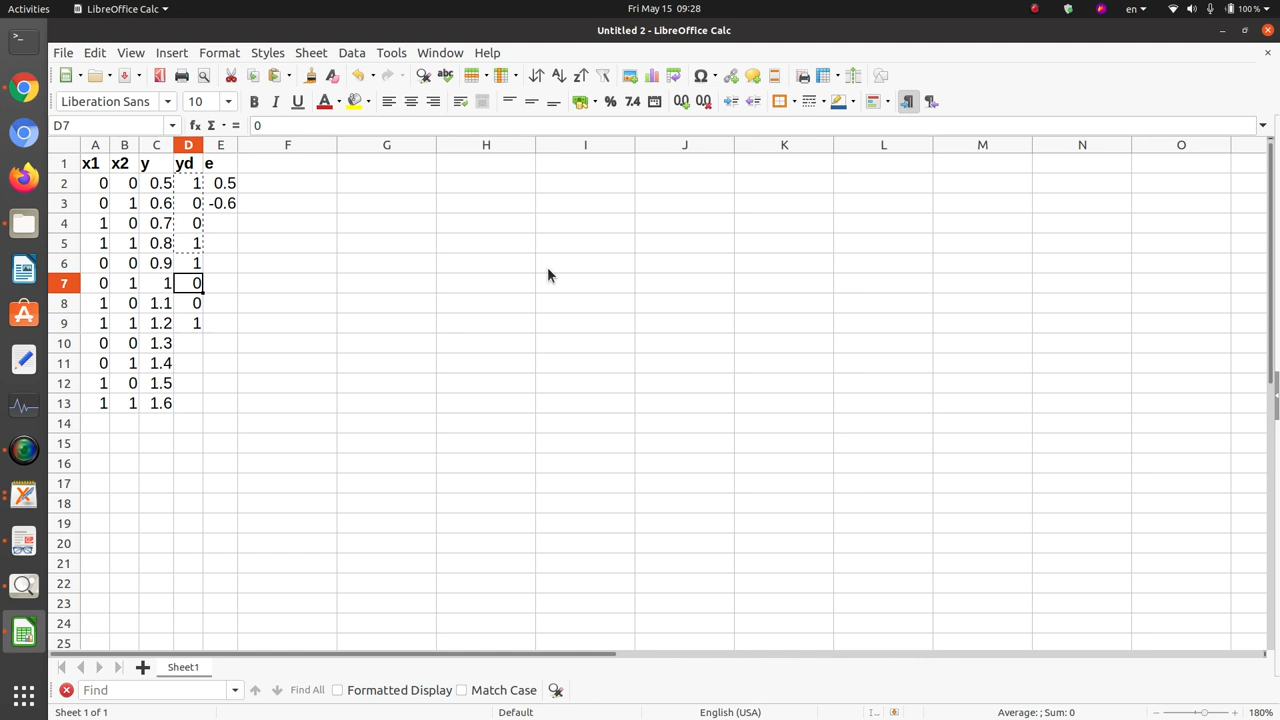 Activities LibreOffice Calc Fri May 15 09:28 en 100 %
Untitled 2 - LibreOffice Calc
File Edit View Insert Format Styles Sheet Data Tools Window Help
Liberation Sans 10
D7 0
A B C D E F G H I J K L M N O
1 x1 x2 y yd e
2 0 0 0.5 1 0.5
3 0 1 0.6 0 -0.6
4 1 0 0.7 0
5 1 1 0.8 1
6 0 0 0.9 1
7 0 1 1 0
8 1 0 1.1 0
9 1 1 1.2 1
10 0 0 1.3
11 0 1 1.4
12 1 0 1.5
13 1 1 1.6
14
15
16
17
18
19
20
21
22
23
24
25
Sheet1
Find Find All Formatted Display Match Case
Sheet 1 of 1 Default English (USA) Average: ; Sum: 0 180%